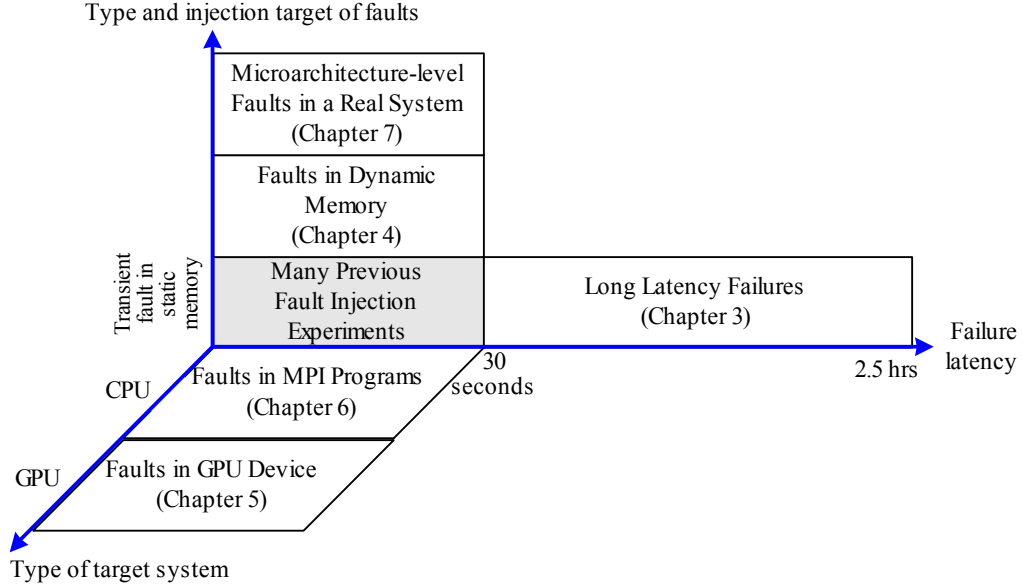 Type and injection target of faults
Microarchitecture-level
Faults in a Real System
(Chapter 7)
Faults in Dynamic
Memory
(Chapter 4)
Transient
fault in
static
memory
Many Previous
Fault Injection
Experiments
Long Latency Failures
(Chapter 3)
Failure
latency
30
seconds
2.5 hrs
CPU
Faults in MPI Programs
(Chapter 6)
GPU
Faults in GPU Device
(Chapter 5)
Type of target system